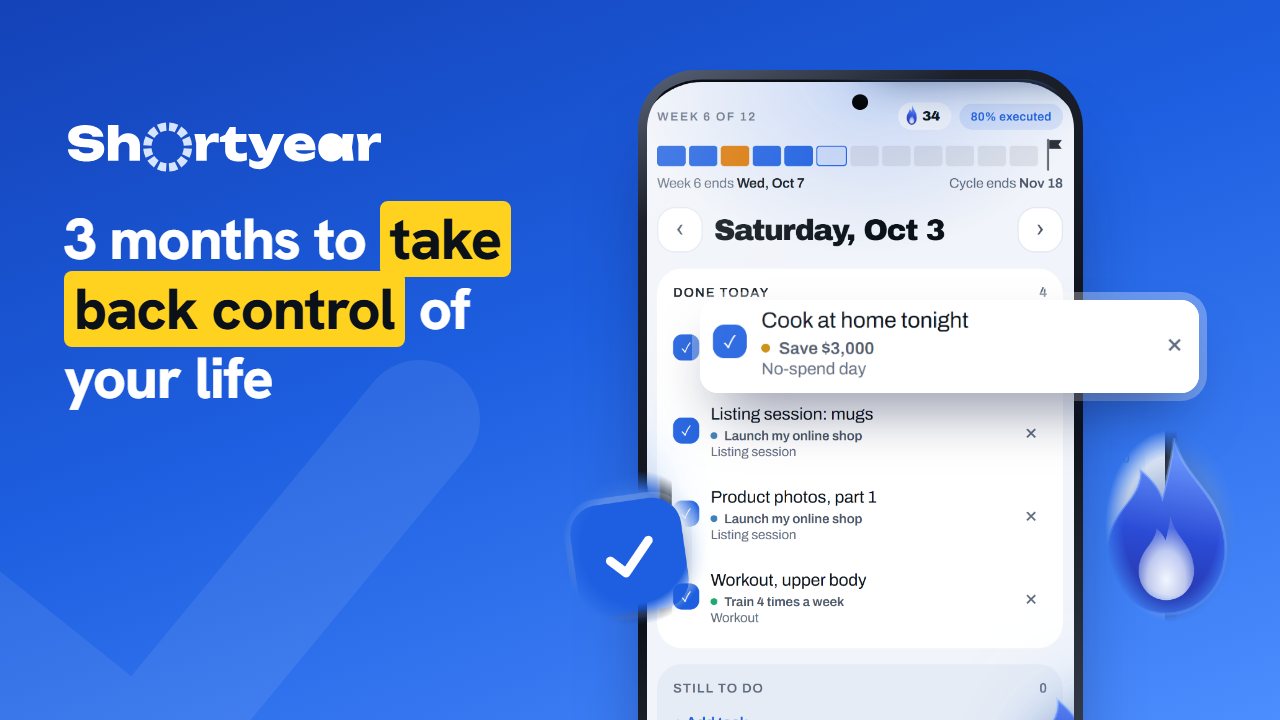 Shortyear
3 months to take
back control of
your life
WEEK 6 OF 12
34
80% executed
Week 6 ends Wed, Oct 7
Cycle ends Nov 18
Saturday, Oct 3
DONE TODAY
4
Cook at home tonight
Save $3,000
No-spend day
Listing session: mugs
Launch my online shop
Listing session
Product photos, part 1
Launch my online shop
Listing session
Workout, upper body
Train 4 times a week
Workout
STILL TO DO
0
+ Add task